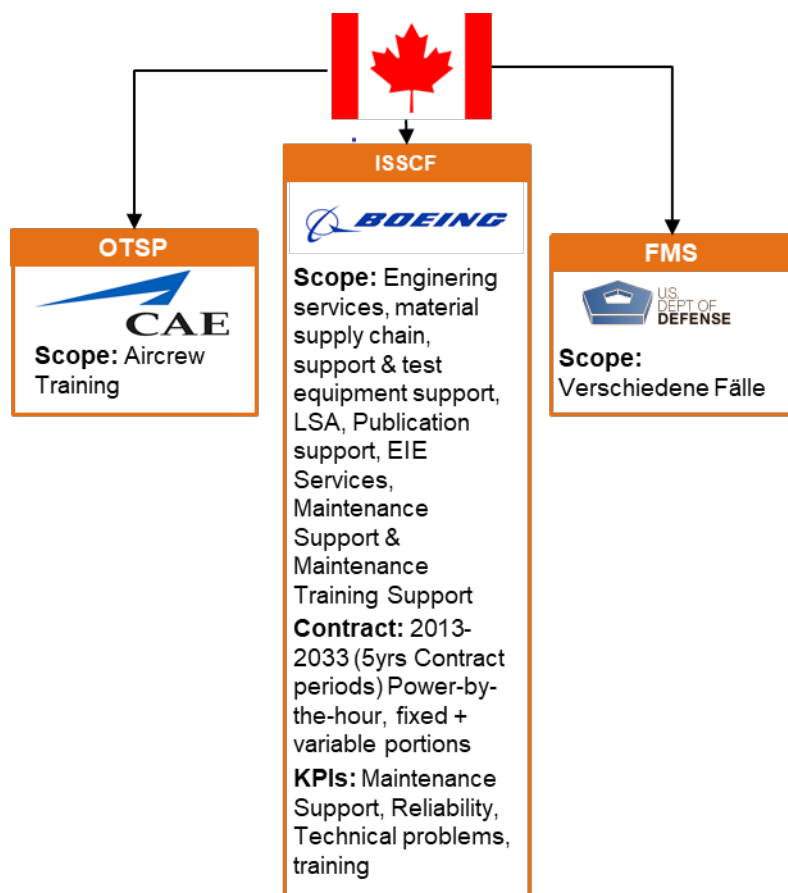 ISSCF
BOEING
Scope: Enginering
services, material
supply chain,
support & test
equipment support,
LSA, Publication
support, EIE
Services,
Maintenance
Support &
Maintenance
Training Support
Contract: 2013-
2033 (5yrs Contract
periods) Power-by-
the-hour, fixed +
variable portions
KPIs: Maintenance
Support, Reliability,
Technical problems,
training
OTSP
CAE
Scope: Aircrew
Training
FMS
U.S.
DEPT OF
DEFENSE
Scope:
Verschiedene Fälle